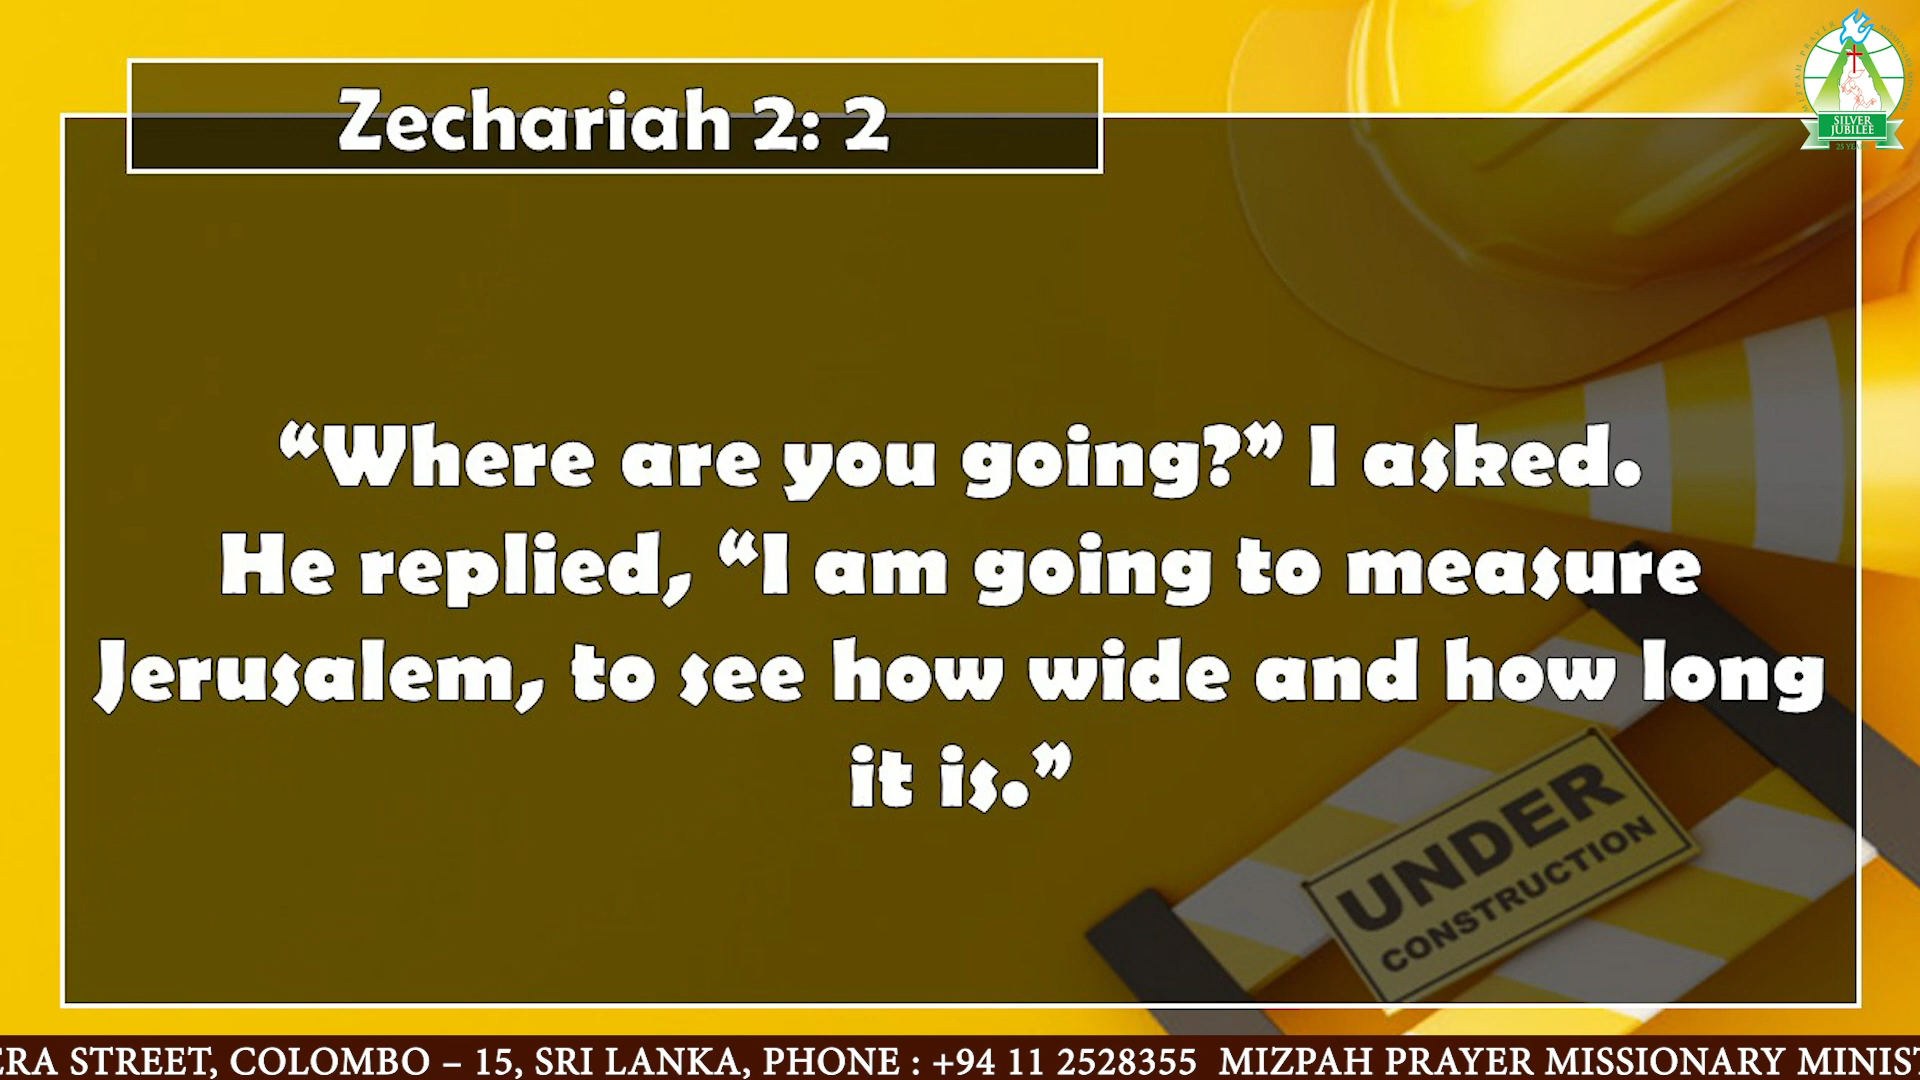 Zechariah 2: 2
SILVER
JUBILEE
“Where are you going?” I asked.
He replied, “I am going to measure
Jerusalem, to see how wide and how long
it is.”
UNDER
CONSTRUCTION
STREET, COLOMBO – 15, SRI LANKA, PHONE : +94 11 2528355 MIZPAH PRAYER MISSIONARY